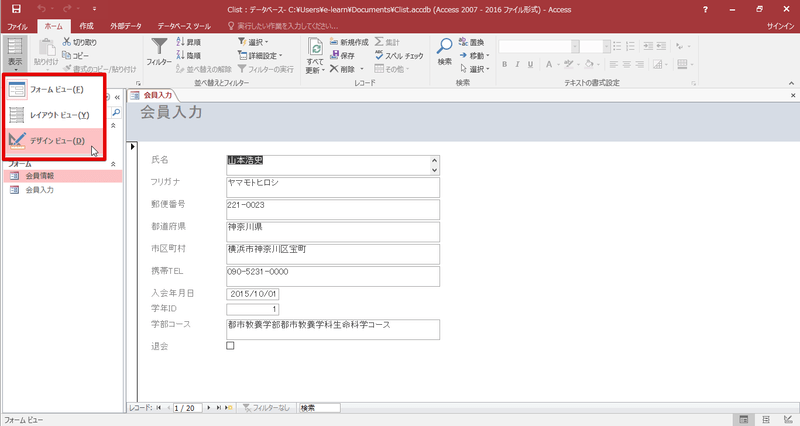 Clist : データベース- C:¥Users¥e-learn¥Documents¥Clist.accdb (Access 2007 - 2016 ファイル形式) - Access
サインイン
ファイル ホーム 作成 外部データ データベース ツール 実行したい作業を入力してください...
表示
貼り付け
切り取り
コピー
書式のコピー/貼り付け
フィルター
昇順
降順
並べ替えの解除
選択
詳細設定
フィルターの実行
並べ替えとフィルター
すべて更新
新規作成
保存
削除
集計
スペル チェック
その他
レコード
検索
置換
移動
選択
検索
B I U
A
テキストの書式設定
フォーム ビュー(F)
レイアウト ビュー(Y)
デザイン ビュー(D)
フォーム
会員情報
会員入力
会員入力
会員入力
氏名 山本浩史
フリガナ ヤマモトヒロシ
郵便番号 221-0023
都道府県 神奈川県
市区町村 横浜市神奈川区宝町
携帯TEL 090-5231-0000
入会年月日 2015/10/01
学年ID 1
学部コース 都市教養学部都市教養学科生命科学コース
退会
レコード: 1 / 20 フィルターなし 検索
フォーム ビュー